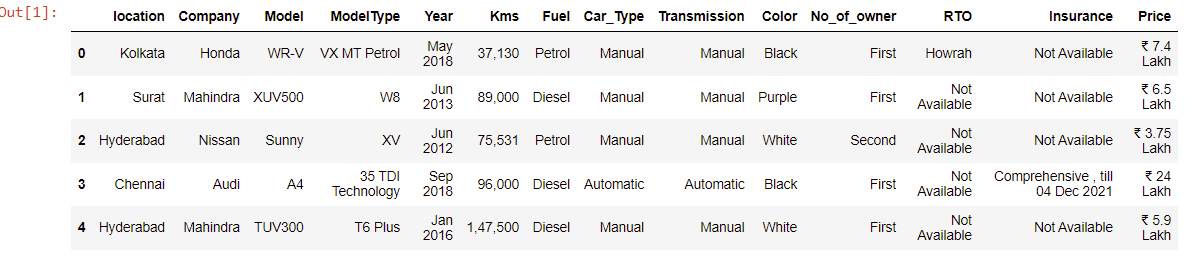 Out[1]:
location Company Model ModelType Year Kms Fuel Car_Type Transmission Color No_of_owner RTO Insurance Price
0 Kolkata Honda WR-V VX MT Petrol May 2018 37,130 Petrol Manual Manual Black First Howrah Not Available ₹ 7.4 Lakh
1 Surat Mahindra XUV500 W8 Jun 2013 89,000 Diesel Manual Manual Purple First Not Available Not Available ₹ 6.5 Lakh
2 Hyderabad Nissan Sunny XV Jun 2012 75,531 Petrol Manual Manual White Second Not Available Not Available ₹ 3.75 Lakh
3 Chennai Audi A4 35 TDI Technology Sep 2018 96,000 Diesel Automatic Automatic Black First Not Available Comprehensive , till 04 Dec 2021 ₹ 24 Lakh
4 Hyderabad Mahindra TUV300 T6 Plus Jan 2016 1,47,500 Diesel Manual Manual White First Not Available Not Available ₹ 5.9 Lakh